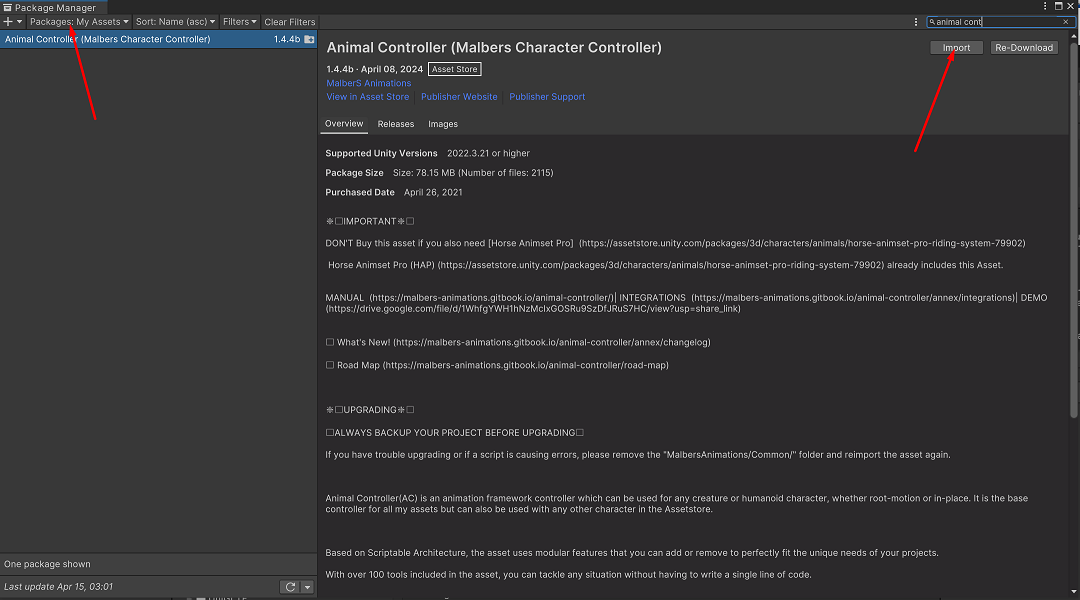 Package Manager
Packages: My Assets Sort: Name (asc) Filters Clear Filters animal cont
Animal Controller (Malbers Character Controller) 1.4.4b
Animal Controller (Malbers Character Controller)
Import Re-Download
1.4.4b · April 08, 2024 Asset Store
MalberS Animations
View in Asset Store Publisher Website Publisher Support
Overview Releases Images
Supported Unity Versions 2022.3.21 or higher
Package Size Size: 78.15 MB (Number of files: 2115)
Purchased Date April 26, 2021
❊☐IMPORTANT❊☐
DON'T Buy this asset if you also need [Horse Animset Pro] (https://assetstore.unity.com/packages/3d/characters/animals/horse-animset-pro-riding-system-79902)
Horse Animset Pro (HAP) (https://assetstore.unity.com/packages/3d/characters/animals/horse-animset-pro-riding-system-79902) already includes this Asset.
MANUAL (https://malbers-animations.gitbook.io/animal-controller/)| INTEGRATIONS (https://malbers-animations.gitbook.io/animal-controller/annex/integrations)| DEMO
(https://drive.google.com/file/d/1WhfgYWH1hNzMcIxGOSRu9SzDfJRuS7HC/view?usp=share_link)
☐ What's New! (https://malbers-animations.gitbook.io/animal-controller/annex/changelog)
☐ Road Map (https://malbers-animations.gitbook.io/animal-controller/road-map)
❊☐UPGRADING❊☐
☐ALWAYS BACKUP YOUR PROJECT BEFORE UPGRADING☐
If you have trouble upgrading or if a script is causing errors, please remove the "MalbersAnimations/Common/" folder and reimport the asset again.
Animal Controller(AC) is an animation framework controller which can be used for any creature or humanoid character, whether root-motion or in-place. It is the base
controller for all my assets but can also be used with any other character in the Assetstore.
Based on Scriptable Architecture, the asset uses modular features that you can add or remove to perfectly fit the unique needs of your projects.
With over 100 tools included in the asset, you can tackle any situation without having to write a single line of code.
One package shown
Last update Apr 15, 03:01